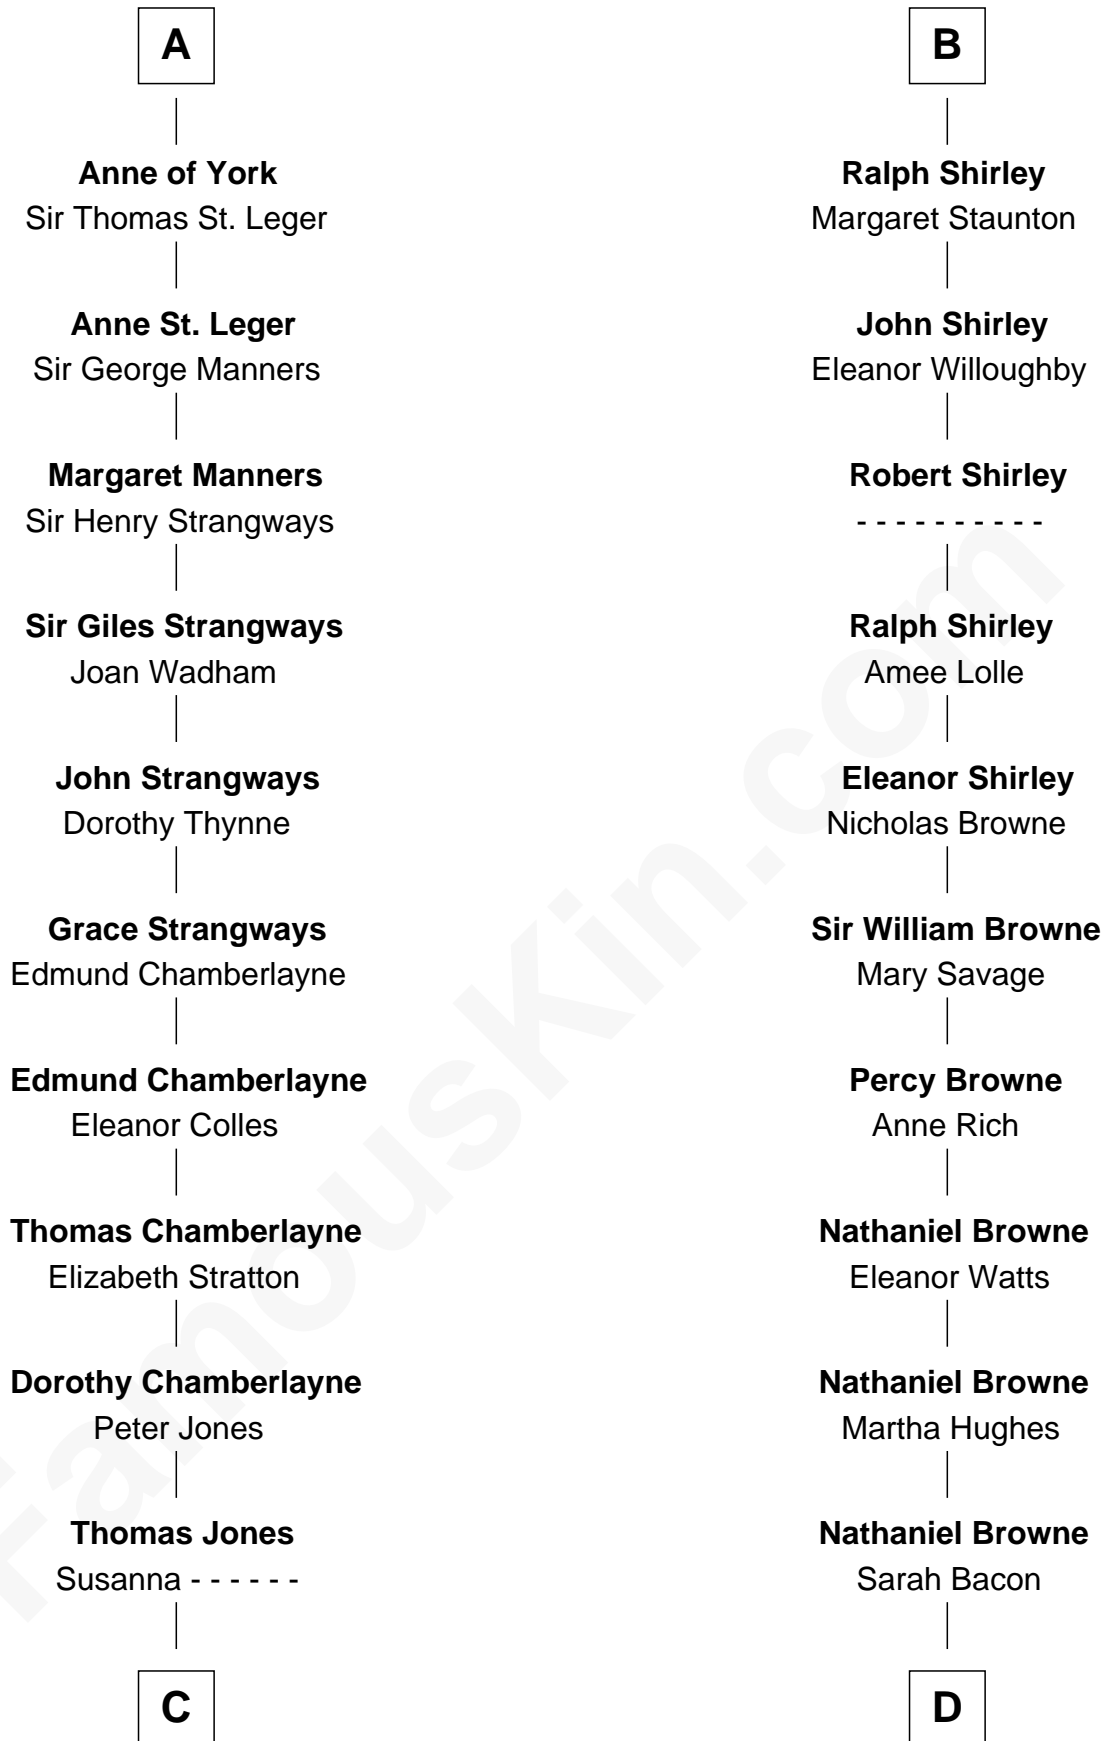 A
Anne of York
Sir Thomas St. Leger
Anne St. Leger
Sir George Manners
Margaret Manners
Sir Henry Strangways
Sir Giles Strangways
Joan Wadham
John Strangways
Dorothy Thynne
Grace Strangways
Edmund Chamberlayne
Edmund Chamberlayne
Eleanor Colles
Thomas Chamberlayne
Elizabeth Stratton
Dorothy Chamberlayne
Peter Jones
Thomas Jones
Susanna - - - - - -
C
B
Ralph Shirley
Margaret Staunton
John Shirley
Eleanor Willoughby
Robert Shirley
- - - - - - - - - -
Ralph Shirley
Amee Lolle
Eleanor Shirley
Nicholas Browne
Sir William Browne
Mary Savage
Percy Browne
Anne Rich
Nathaniel Browne
Eleanor Watts
Nathaniel Browne
Martha Hughes
Nathaniel Browne
Sarah Bacon
D
FamousKin.com